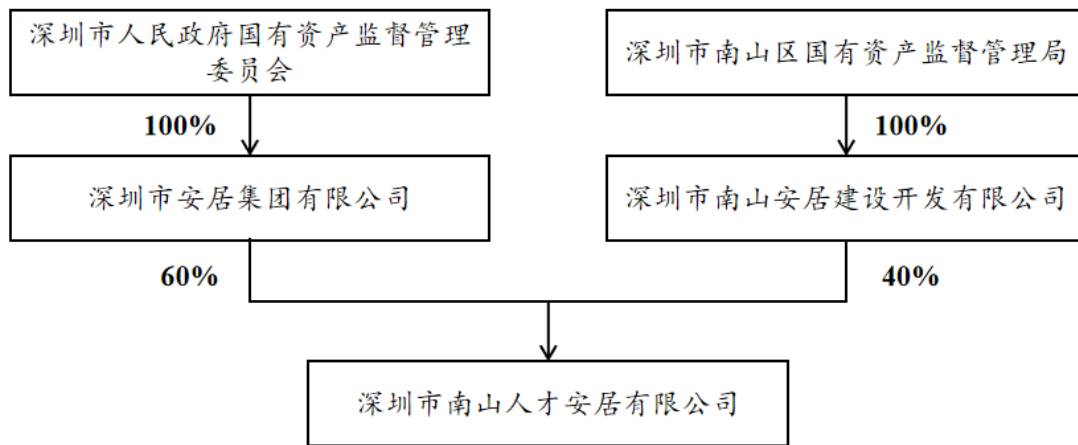 深圳市人民政府国有资产监督管理
委员会
深圳市南山区国有资产监督管理局
100%
100%
深圳市安居集团有限公司
深圳市南山安居建设开发有限公司
60%
40%
深圳市南山人才安居有限公司